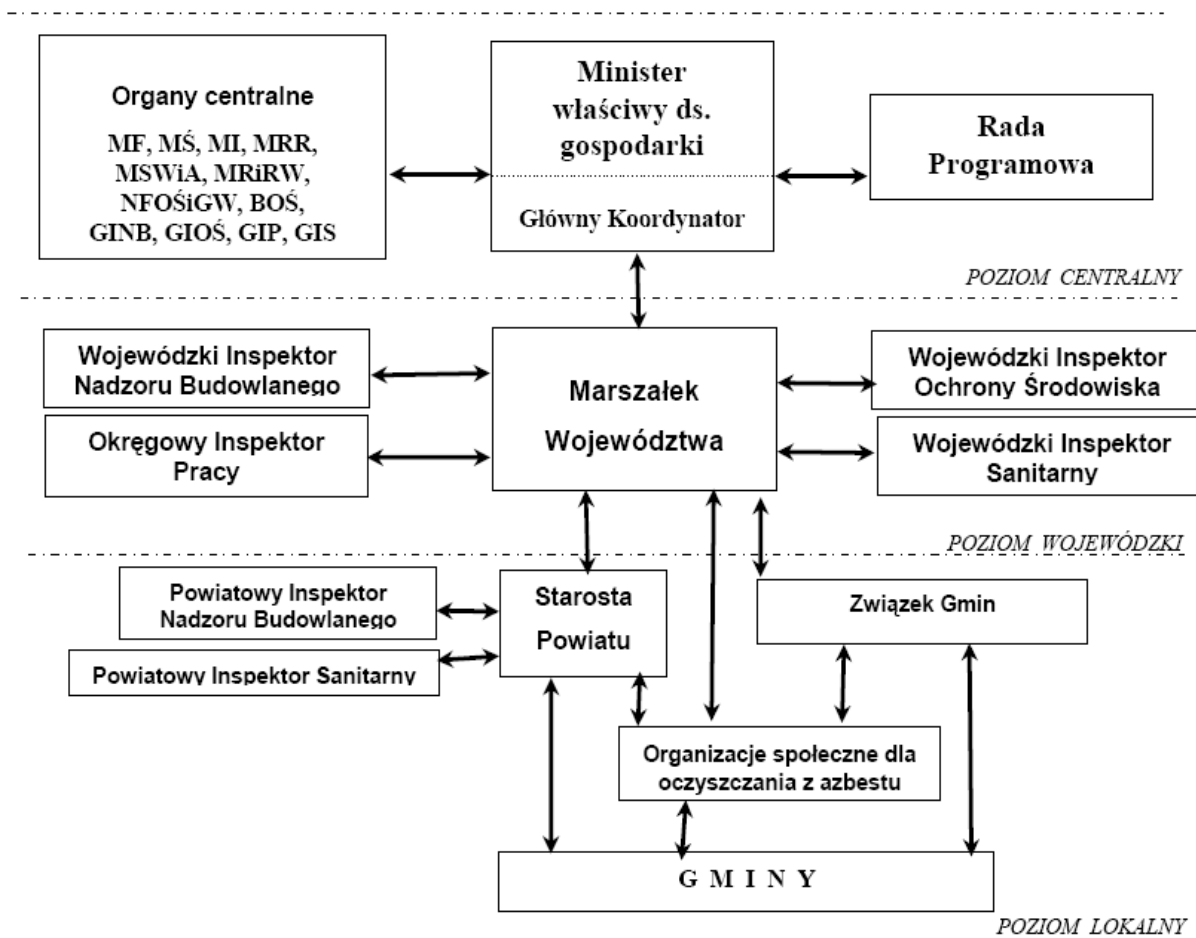 Organy centralne
MF, MŚ, MI, MRR,
MSWiA, MRiRW,
NFOŚiGW, BOŚ,
GINB, GIOŚ, GIP, GIS
Minister
właściwy ds.
gospodarki
Główny Koordynator
Rada
Programowa
POZIOM CENTRALNY
Wojewódzki Inspektor
Nadzoru Budowlanego
Okręgowy Inspektor
Pracy
Marszałek
Województwa
Wojewódzki Inspektor
Ochrony Środowiska
Wojewódzki Inspektor
Sanitarny
POZIOM WOJEWÓDZKI
Powiatowy Inspektor
Nadzoru Budowlanego
Powiatowy Inspektor Sanitarny
Starosta
Powiatu
Związek Gmin
Organizacje społeczne dla
oczyszczania z azbestu
G M I N Y
POZIOM LOKALNY